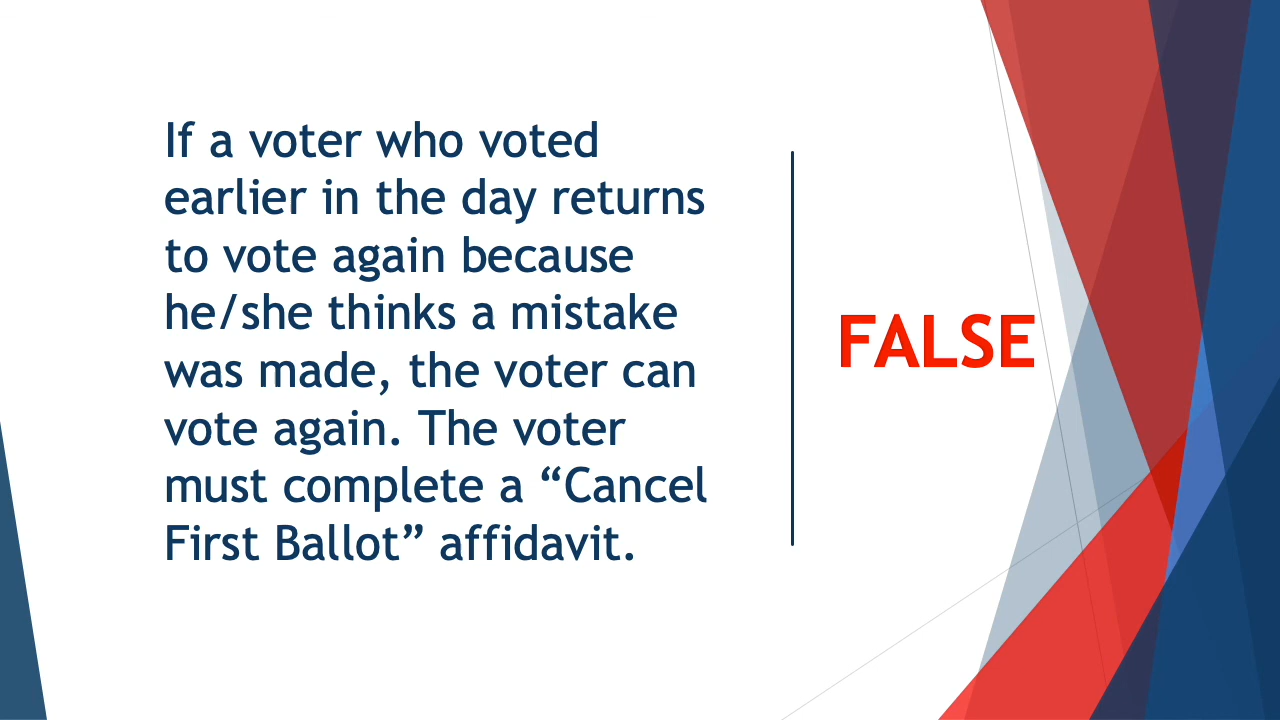 If a voter who voted
earlier in the day returns
to vote again because
he/she thinks a mistake
was made, the voter can
vote again. The voter
must complete a “Cancel
First Ballot” affidavit.
FALSE